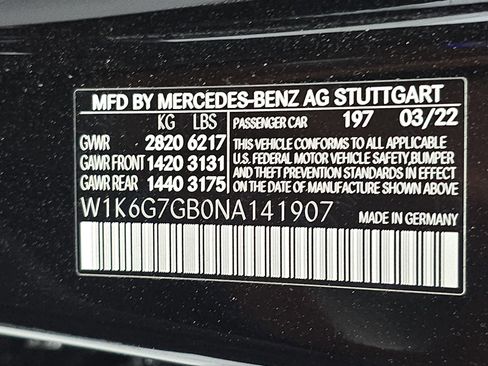 MFD BY MERCEDES-BENZ AG STUTTGART
KG LBS PASSENGER CAR 197 03/22
GVWR 2820 6217 THIS VEHICLE CONFORMS TO ALL APPLICABLE
GAWR FRONT 1420 3131 U.S. FEDERAL MOTOR VEHICLE SAFETY, BUMPER
AND THEFT PREVENTION STANDARDS IN EFFECT
GAWR REAR 1440 3175 ON THE DATE OF MANUFACTURE SHOWN ABOVE.
W1K6G7GB0NA141907 MADE IN GERMANY